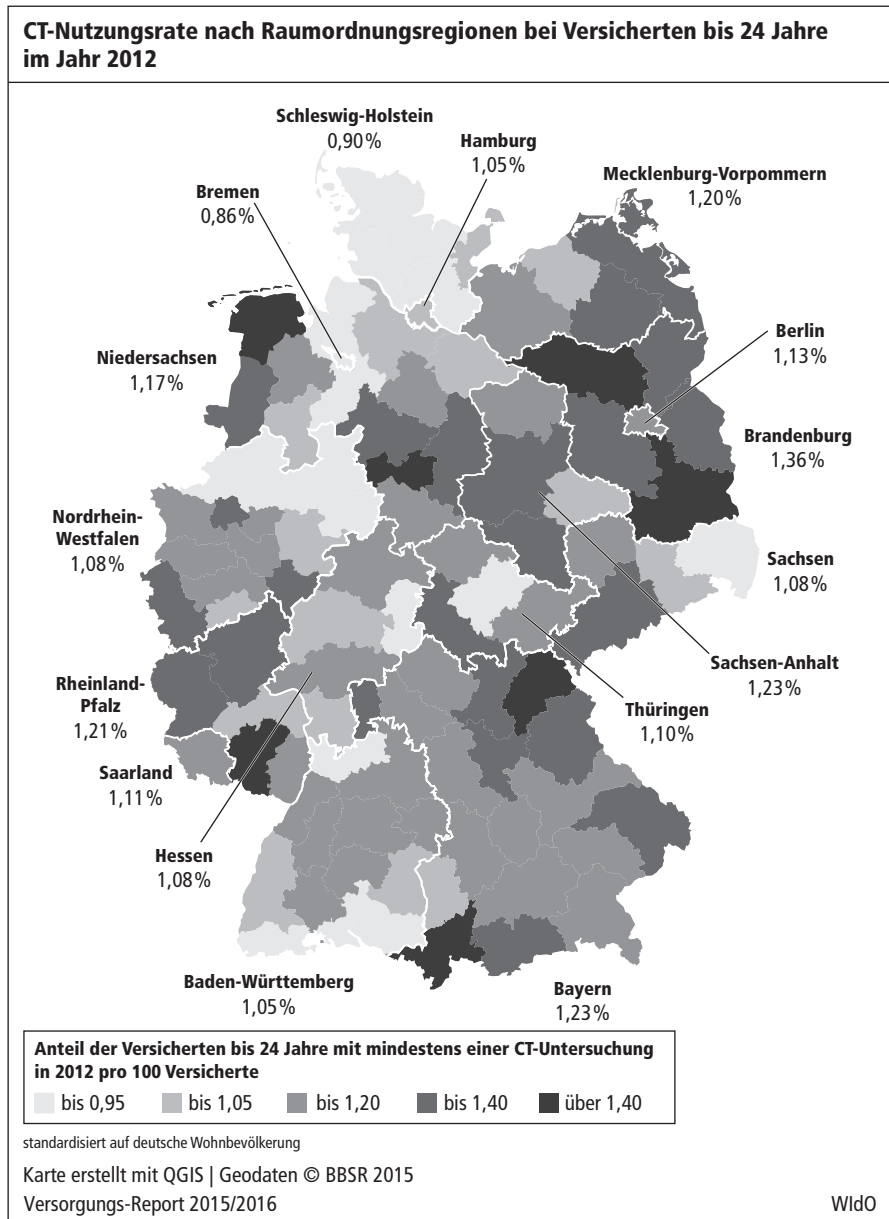 CT-Nutzungsrate nach Raumordnungsregionen bei Versicherten bis 24 Jahre
im Jahr 2012
Schleswig-Holstein
0,90%
Hamburg
1,05%
Mecklenburg-Vorpommern
1,20%
Bremen
0,86%
Berlin
1,13%
Niedersachsen
1,17%
Brandenburg
1,36%
Nordrhein-
Westfalen
1,08%
Sachsen
1,08%
Sachsen-Anhalt
1,23%
Rheinland-
Pfalz
1,21%
Thüringen
1,10%
Saarland
1,11%
Hessen
1,08%
Baden-Württemberg
1,05%
Bayern
1,23%
Anteil der Versicherten bis 24 Jahre mit mindestens einer CT-Untersuchung
in 2012 pro 100 Versicherte
bis 0,95 bis 1,05 bis 1,20 bis 1,40 über 1,40
standardisiert auf deutsche Wohnbevölkerung
Karte erstellt mit QGIS | Geodaten © BBSR 2015
Versorgungs-Report 2015/2016 WIdO